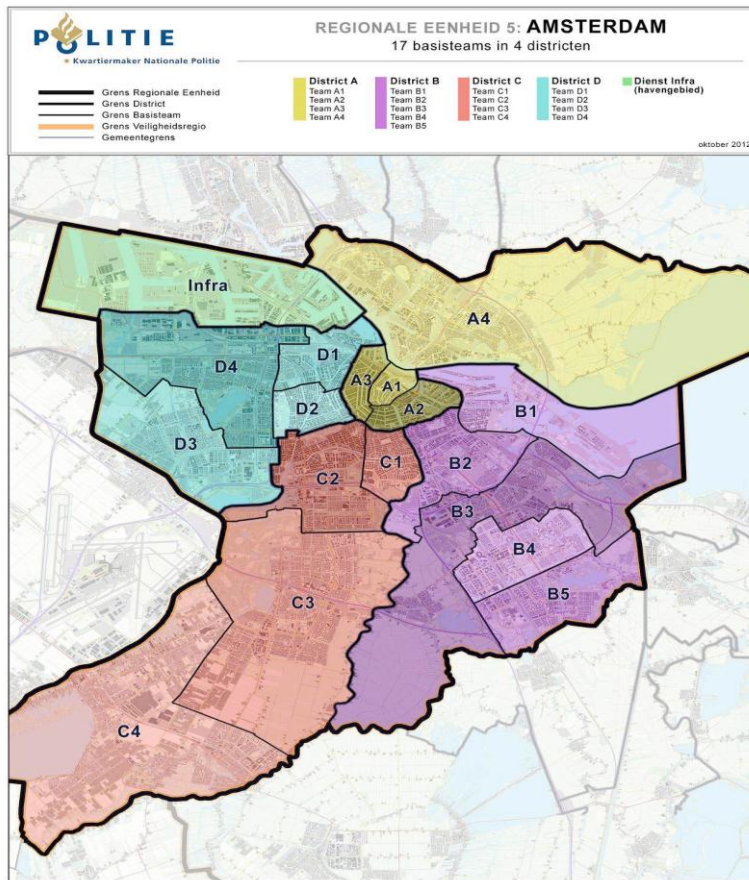 POLITIE
• Kwartiermaker Nationale Politie
REGIONALE EENHEID 5: AMSTERDAM
17 basisteams in 4 districten
Grens Regionale Eenheid
Grens District
Grens Basisteam
Grens Veiligheidsregio
Gemeentegrens
District A
Team A1
Team A2
Team A3
Team A4
District B
Team B1
Team B2
Team B3
Team B4
Team B5
District C
Team C1
Team C2
Team C3
Team C4
District D
Team D1
Team D2
Team D3
Team D4
Dienst Infra
(havengebied)
oktober 2012
Infra
A4
D1
D4
A3
A1
D2
A2
B1
D3
C1
B2
C2
B3
B4
B5
C3
C4